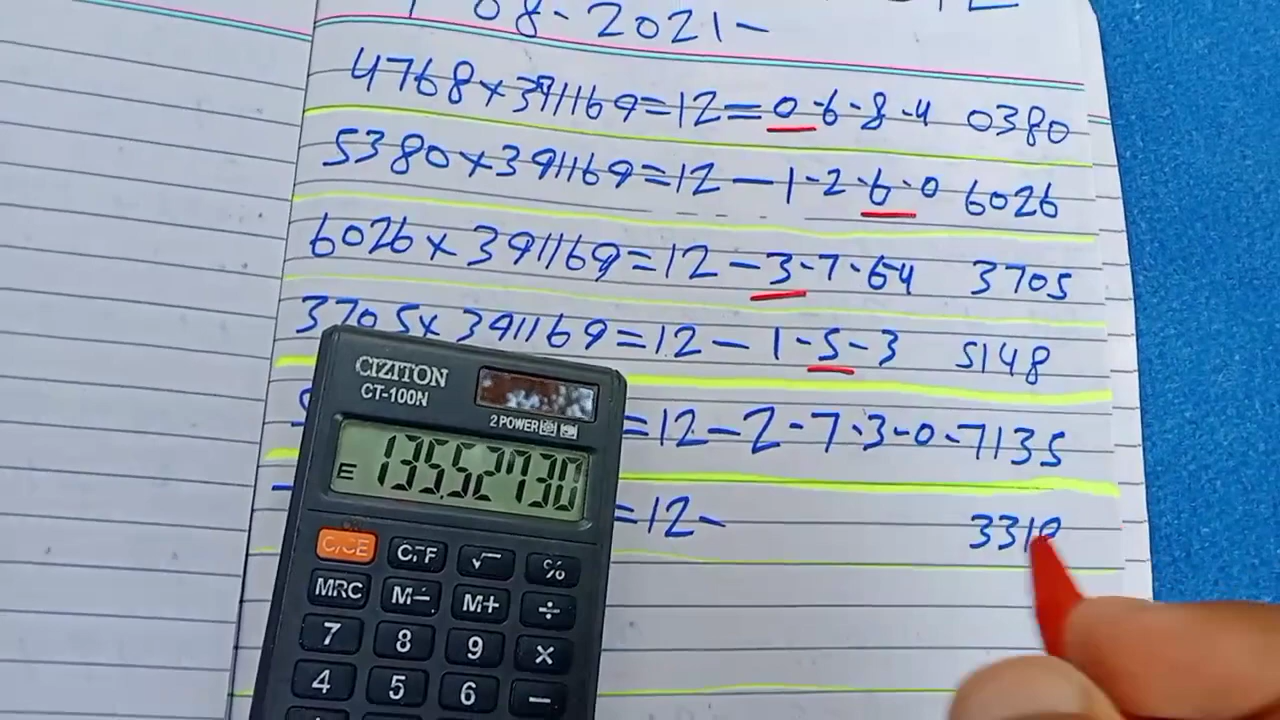 08-2021-
4768×391169=12=0·6·8·4 0380
5380×391169=12-1·2·6·0 6026
6026×391169=12-3·7·64 3705
3705×391169=12-1-5-3 5148
=12-2·7·3-0-7135
=12- 331
CIZITON
CT-100N
2 POWER
E 135.52730
C/CE C,F √ %
MRC M- M+ ÷
7 8 9 ×
4 5 6 -